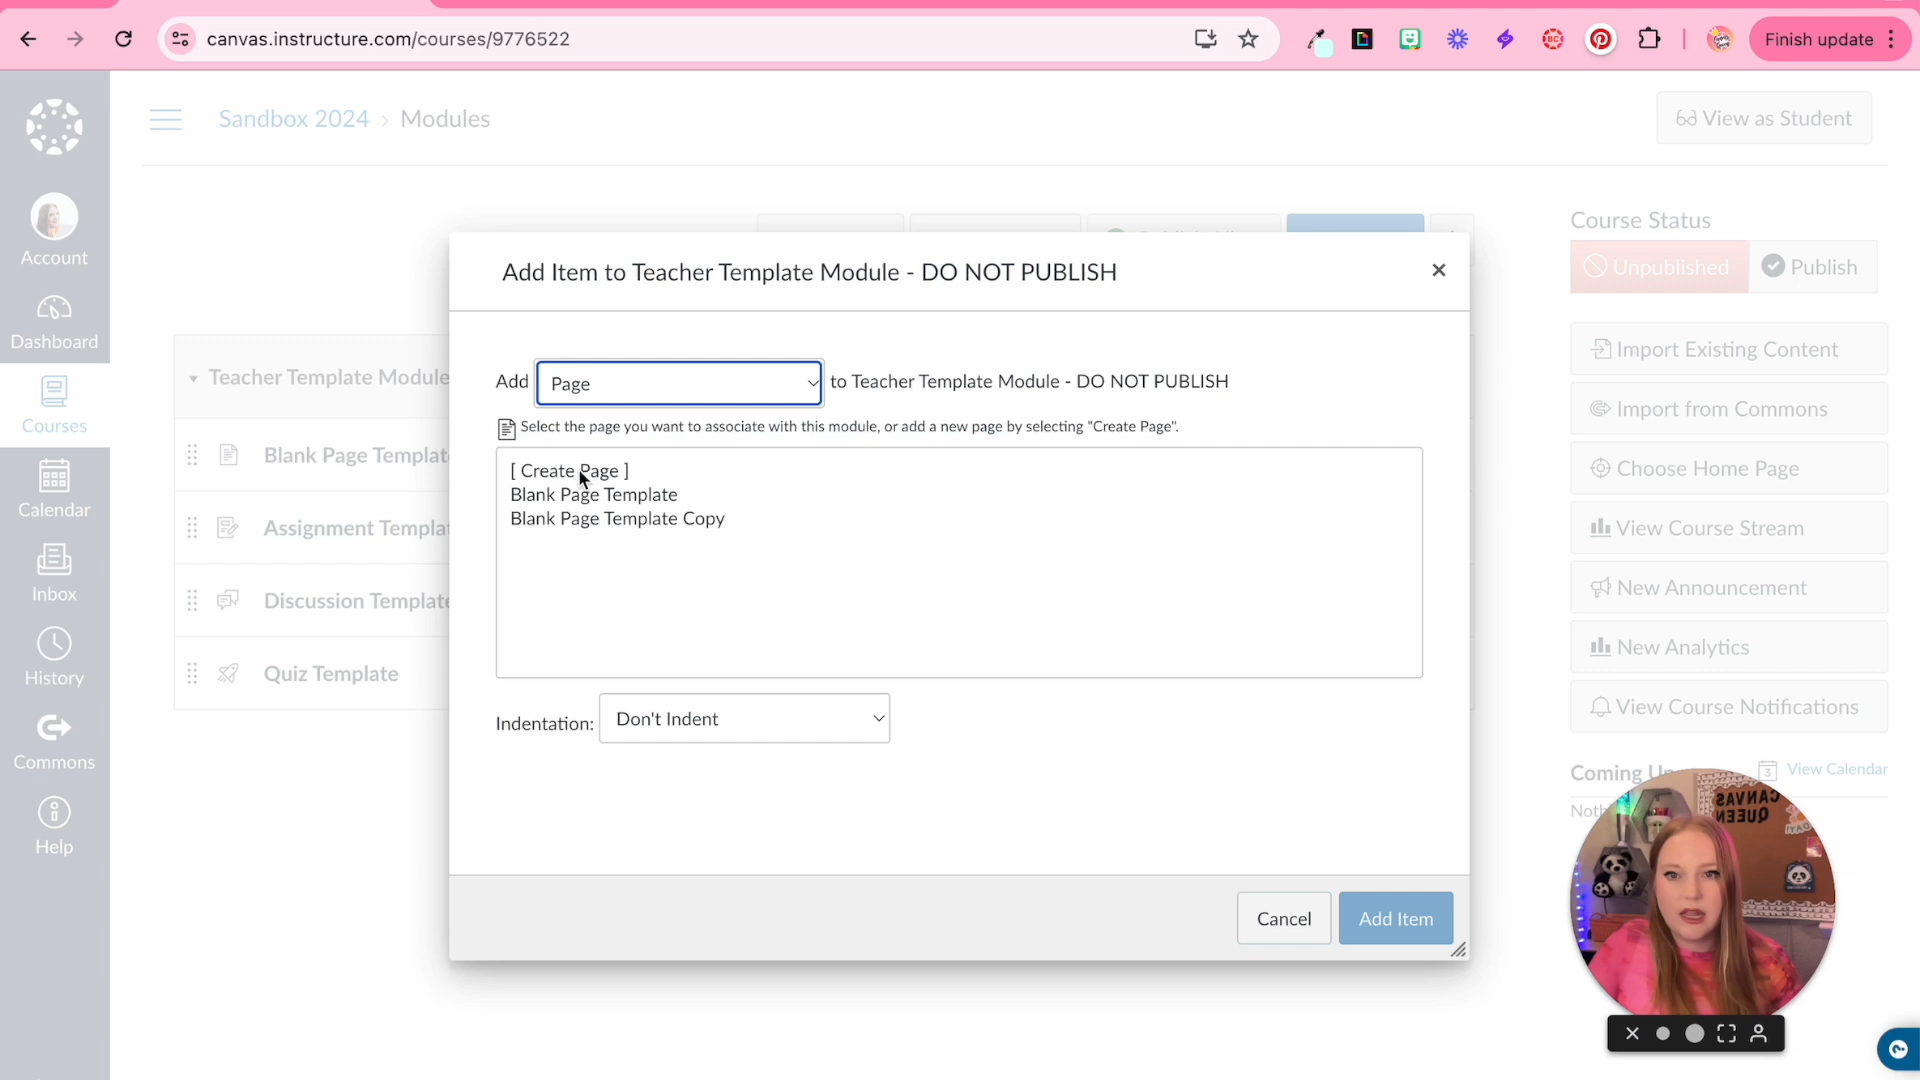 canvas.instructure.com/courses/9776522
Finish update
Sandbox 2024 > Modules
View as Student
Account
Dashboard
Courses
Calendar
Inbox
History
Commons
Help
Teacher Template Module
Blank Page Templat
Assignment Templat
Discussion Template
Quiz Template
Add Item to Teacher Template Module - DO NOT PUBLISH
Add Page to Teacher Template Module - DO NOT PUBLISH
Select the page you want to associate with this module, or add a new page by selecting "Create Page".
[ Create Page ]
Blank Page Template
Blank Page Template Copy
Indentation: Don't Indent
Cancel
Add Item
Course Status
Unpublished
Publish
Import Existing Content
Import from Commons
Choose Home Page
View Course Stream
New Announcement
New Analytics
View Course Notifications
Coming Up
3 View Calendar
Noth
CANVAS
QUEEN